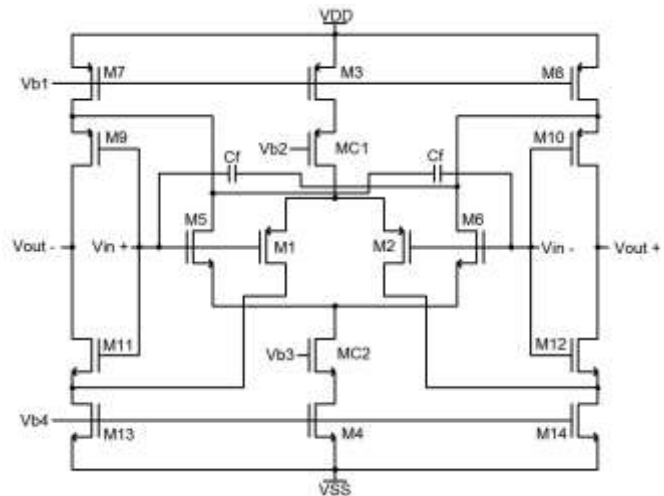 VDD
M7
M3
M8
Vb1
M9
Vb2
MC1
M10
Cf
Cf
M5
M6
Vout -
Vin +
M1
M2
Vin -
Vout +
M11
Vb3
MC2
M12
Vb4
M13
M4
M14
VSS